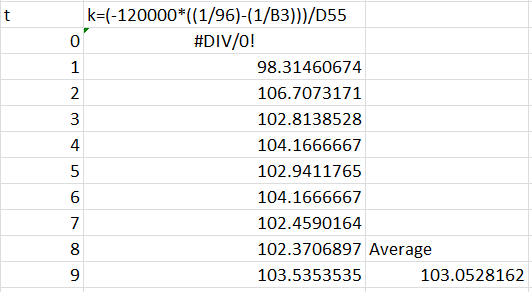 t k=(-120000*((1/96)-(1/B3)))/D55
0 #DIV/0!
1 98.31460674
2 106.7073171
3 102.8138528
4 104.1666667
5 102.9411765
6 104.1666667
7 102.4590164
8 102.3706897 Average
9 103.5353535 103.0528162